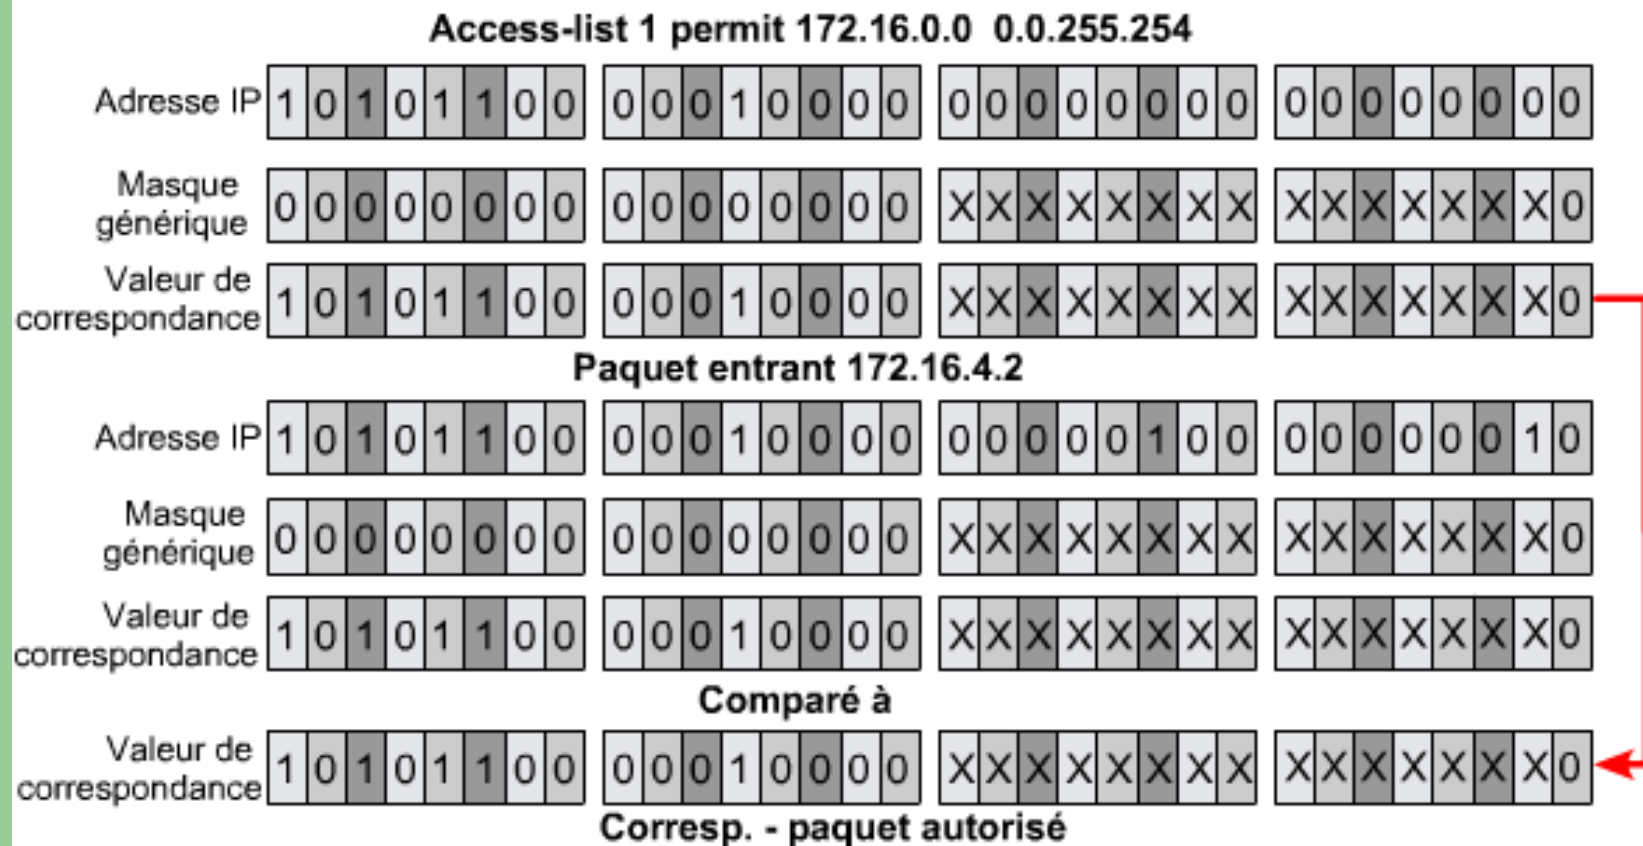 Access-list 1 permit 172.16.0.0 0.0.255.254
Adresse IP 1 0 1 0 1 1 0 0 0 0 0 1 0 0 0 0 0 0 0 0 0 0 0 0 0 0 0 0 0 0 0 0
Masque générique 0 0 0 0 0 0 0 0 0 0 0 0 0 0 0 0 X X X X X X X X X X X X X X X 0
Valeur de correspondance 1 0 1 0 1 1 0 0 0 0 0 1 0 0 0 0 X X X X X X X X X X X X X X X 0
Paquet entrant 172.16.4.2
Adresse IP 1 0 1 0 1 1 0 0 0 0 0 1 0 0 0 0 0 0 0 0 0 1 0 0 0 0 0 0 0 0 1 0
Masque générique 0 0 0 0 0 0 0 0 0 0 0 0 0 0 0 0 X X X X X X X X X X X X X X X 0
Valeur de correspondance 1 0 1 0 1 1 0 0 0 0 0 1 0 0 0 0 X X X X X X X X X X X X X X X 0
Comparé à
Valeur de correspondance 1 0 1 0 1 1 0 0 0 0 0 1 0 0 0 0 X X X X X X X X X X X X X X X 0
Corresp. - paquet autorisé